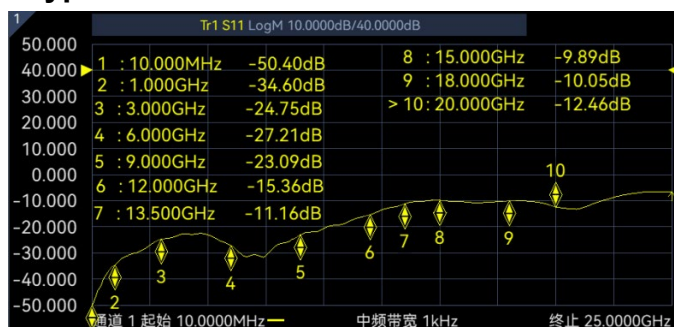 1
Tr1 S11 LogM 10.0000dB/40.0000dB
50.000
40.000
30.000
20.000
10.000
0.000
-10.000
-20.000
-30.000
-40.000
-50.000
1 :10.000MHz -50.40dB
2 :1.000GHz -34.60dB
3 :3.000GHz -24.75dB
4 :6.000GHz -27.21dB
5 :9.000GHz -23.09dB
6 :12.000GHz -15.36dB
7 :13.500GHz -11.16dB
8 :15.000GHz -9.89dB
9 :18.000GHz -10.05dB
> 10:20.000GHz -12.46dB
2
3
4
5
6
7
8
9
10
通道 1 起始 10.0000MHz
中频带宽 1kHz
终止 25.0000GHz